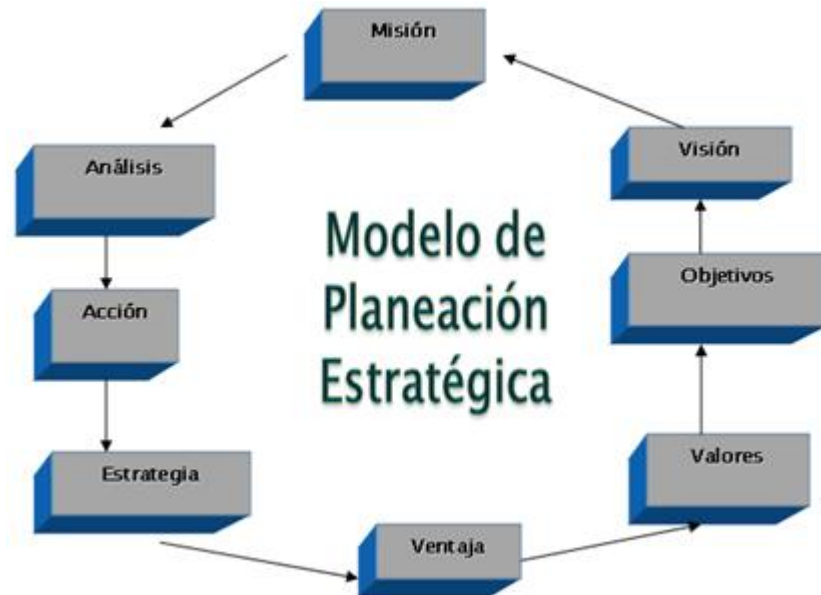 Misión
Visión
Análisis
Modelo de
Planeación
Estratégica
Objetivos
Acción
Valores
Estrategia
Ventaja